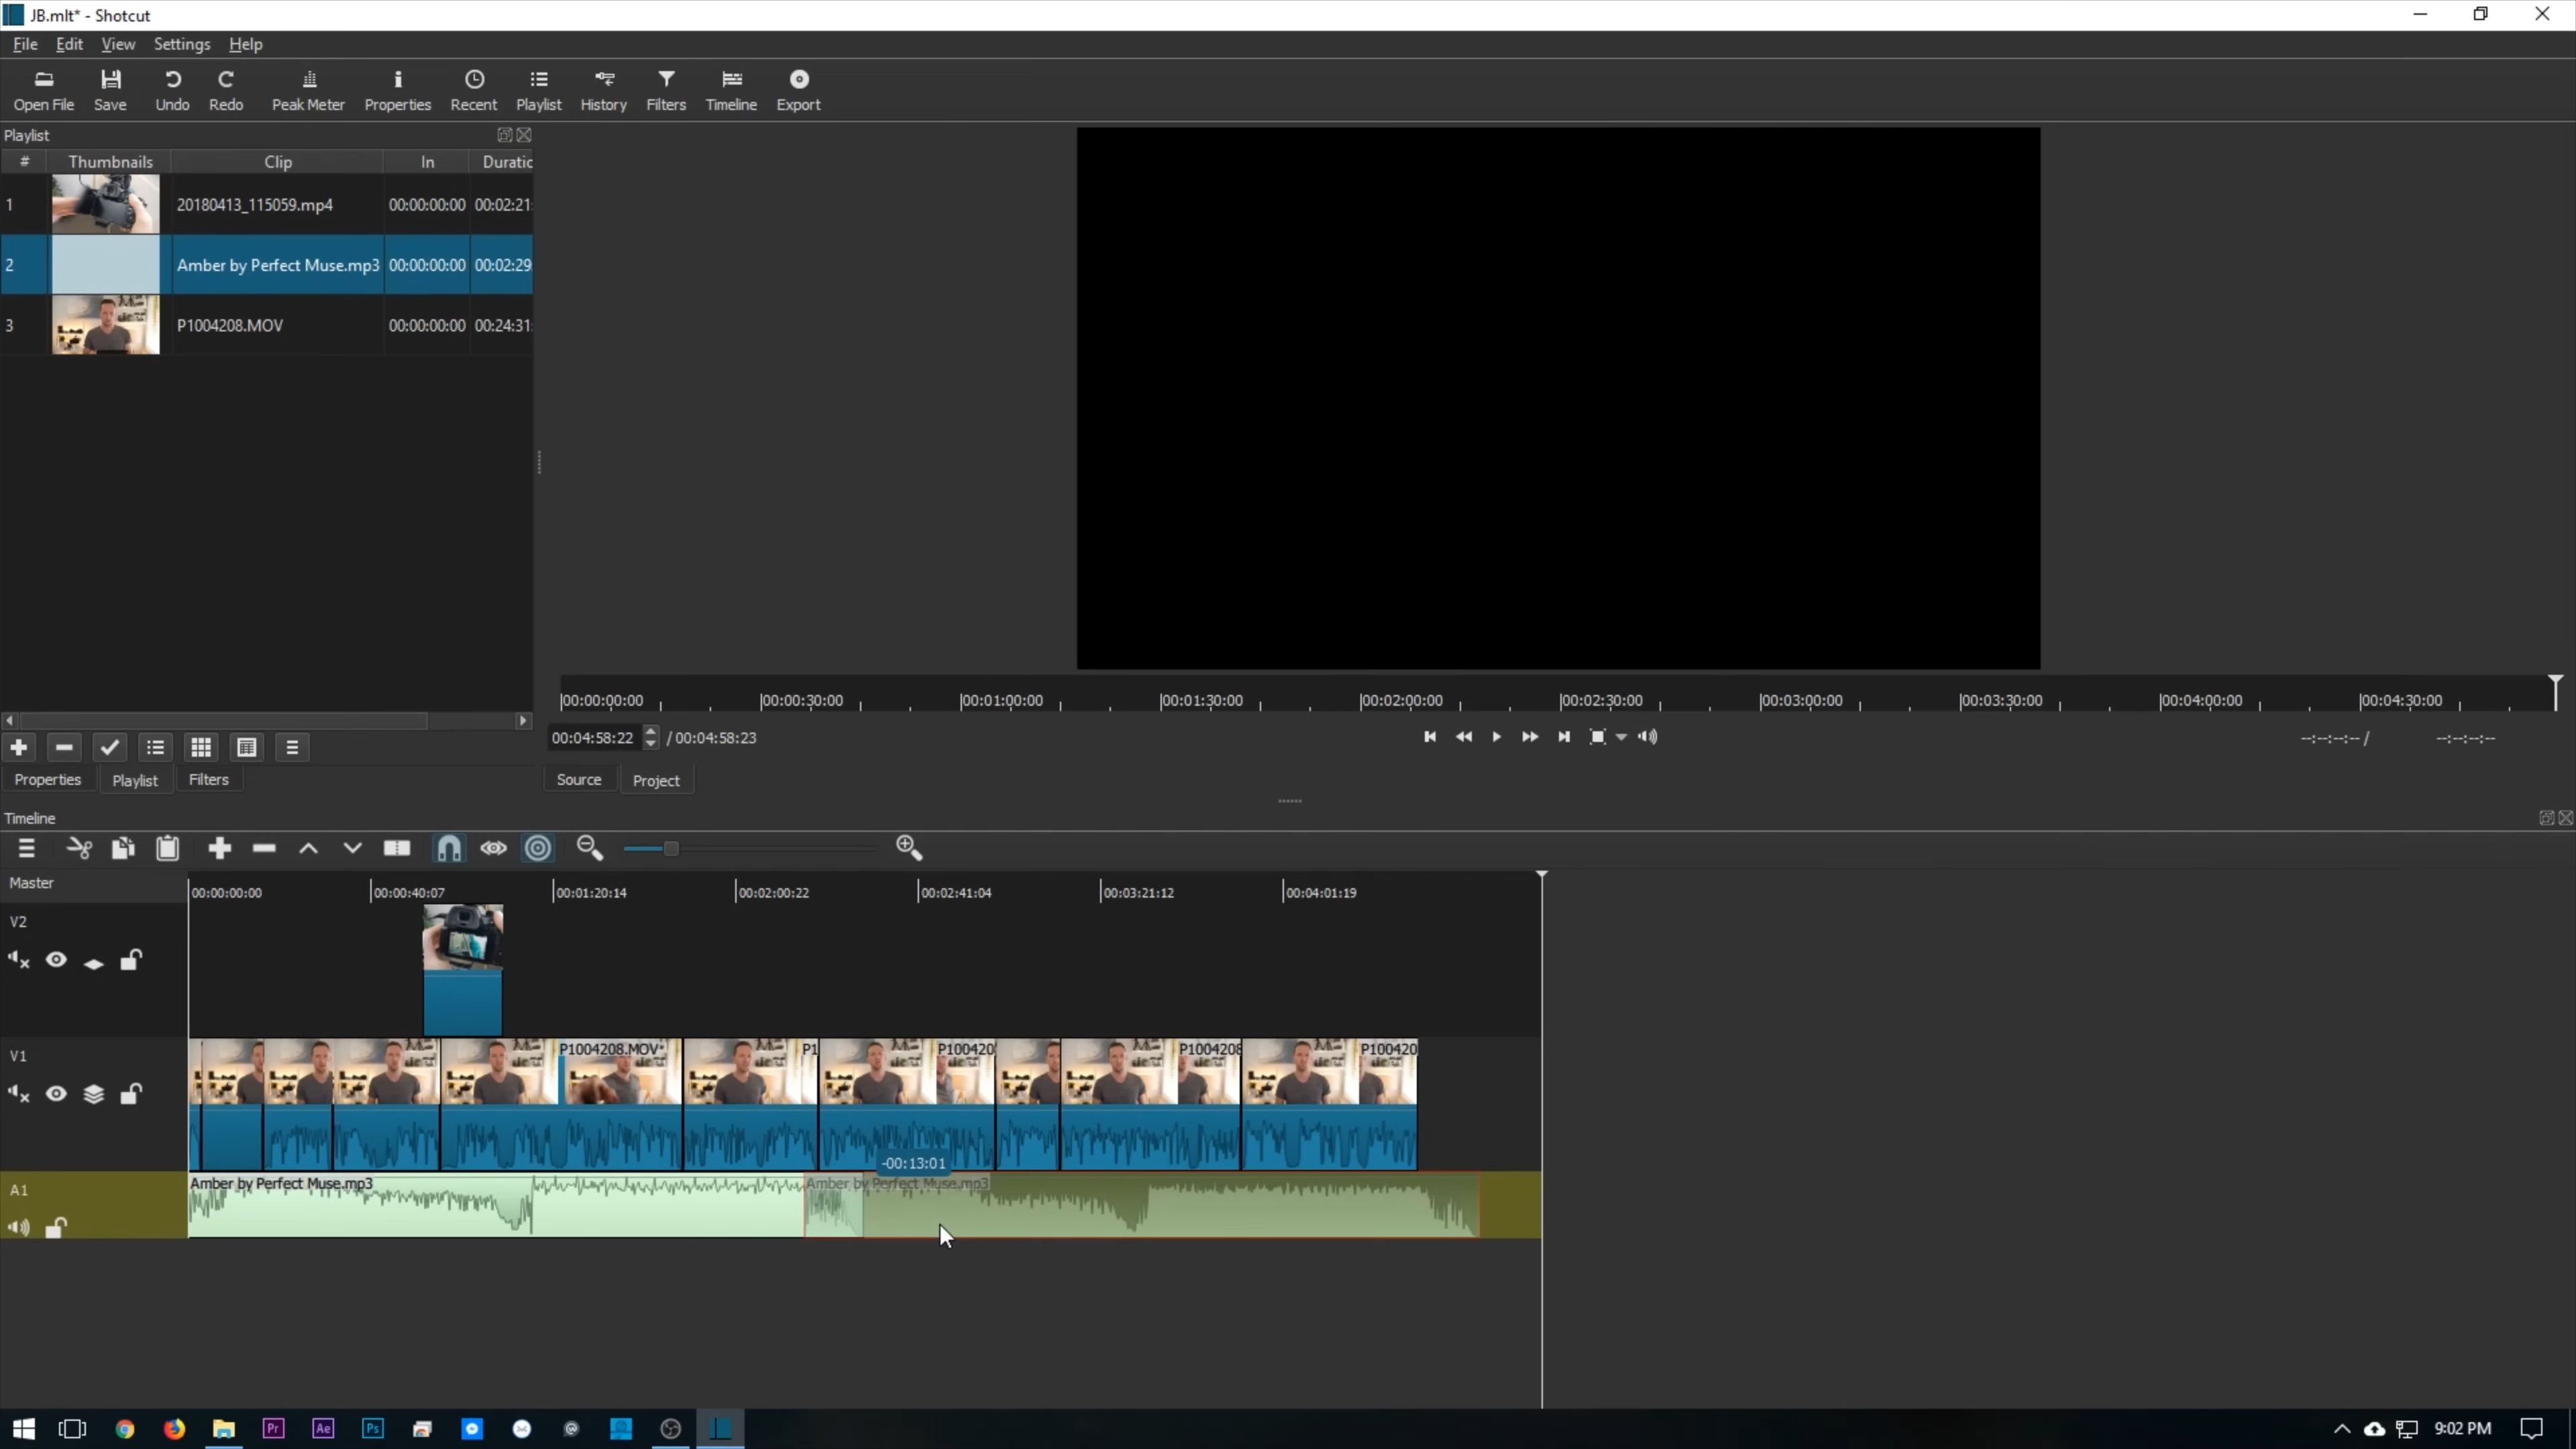 JB.mlt* - Shotcut
File Edit View Settings Help
Open File Save Undo Redo Peak Meter Properties Recent Playlist History Filters Timeline Export
Playlist
# Thumbnails Clip In Duratic
1 20180413_115059.mp4 00:00:00:00 00:02:21:
2 Amber by Perfect Muse.mp3 00:00:00:00 00:02:29
3 P1004208.MOV 00:00:00:00 00:24:31:
00:00:00:00 00:00:30:00 00:01:00:00 00:01:30:00 00:02:00:00 00:02:30:00 00:03:00:00 00:03:30:00 00:04:00:00 00:04:30:00
00:04:58:22 / 00:04:58:23 --:--:--:-- / --:--:--:--
Properties Playlist Filters Source Project
Timeline
Master 00:00:00:00 00:00:40:07 00:01:20:14 00:02:00:22 00:02:41:04 00:03:21:12 00:04:01:19
V2
V1 P1004208.MOV P1 P100420 P1004208 P100420
-00:13:01
A1 Amber by Perfect Muse.mp3 Amber by Perfect Muse.mp3
Pr Ae Ps 9:02 PM